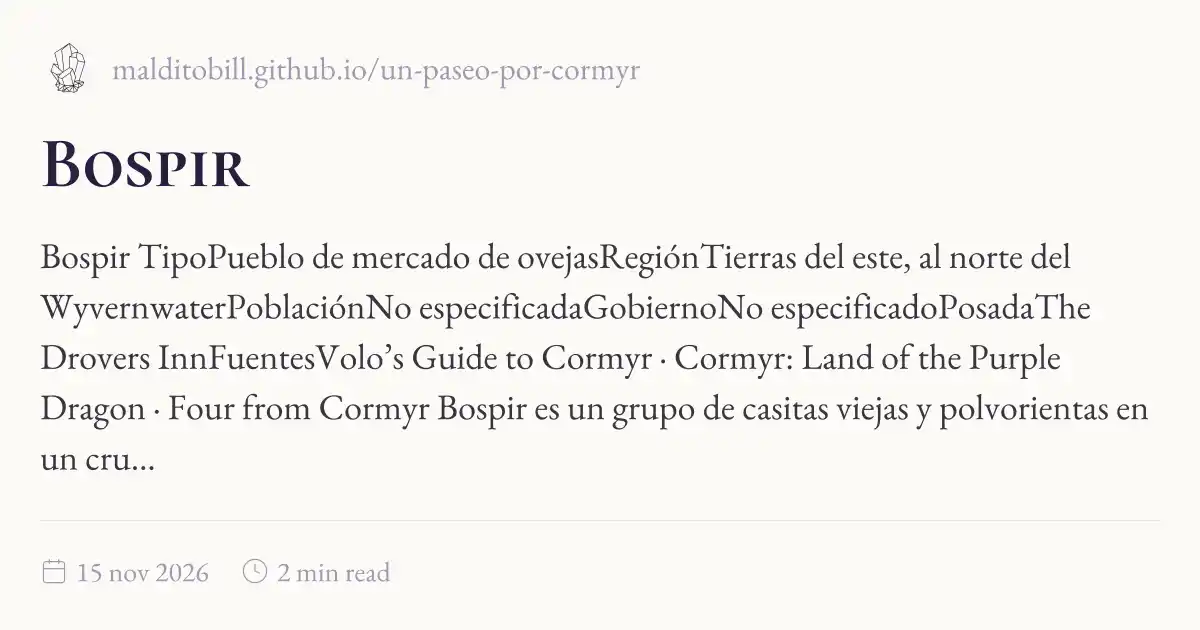 malditobill.github.io/un-paseo-por-cormyr
Bospir
Bospir TipoPueblo de mercado de ovejasRegiónTierras del este, al norte del
WyvernwaterPoblaciónNo especificadaGobiernoNo especificadoPosadaThe
Drovers InnFuentesVolo’s Guide to Cormyr · Cormyr: Land of the Purple
Dragon · Four from Cormyr Bospir es un grupo de casitas viejas y polvorientas en
un cru...
15 nov 2026 2 min read